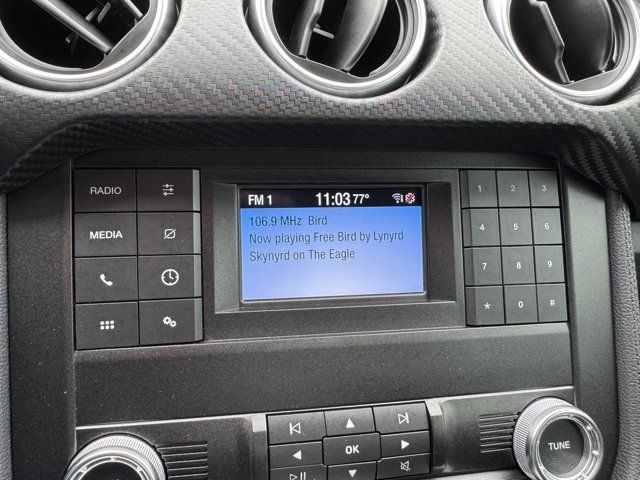 FM 1 11:03 77°
106.9 MHz Bird
Now playing Free Bird by Lynyrd
Skynyrd on The Eagle
RADIO
MEDIA
1 2 3
4 5 6
7 8 9
* 0 #
OK
TUNE